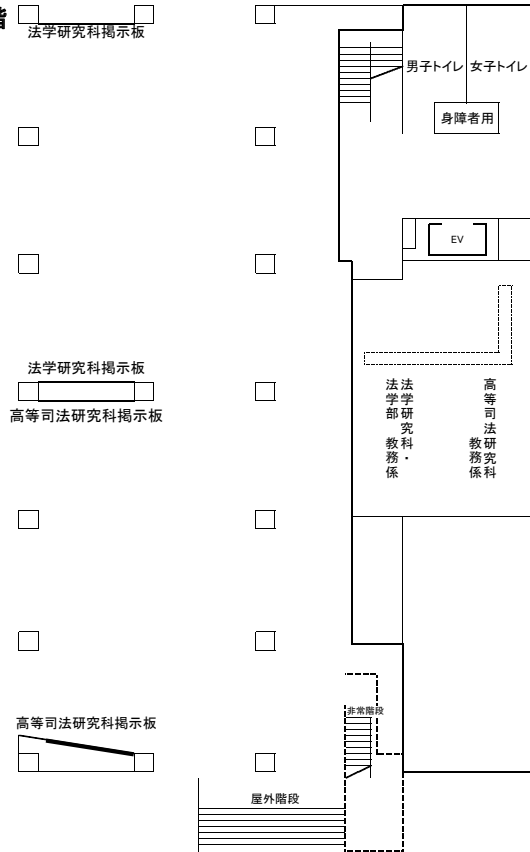 階
法学研究科掲示板
男子トイレ 女子トイレ
身障者用
EV
法学研究科掲示板
高等司法研究科掲示板
法学研究科・
法学部 教務係
高等司法研究科
教務係
高等司法研究科掲示板
非常階段
屋外階段